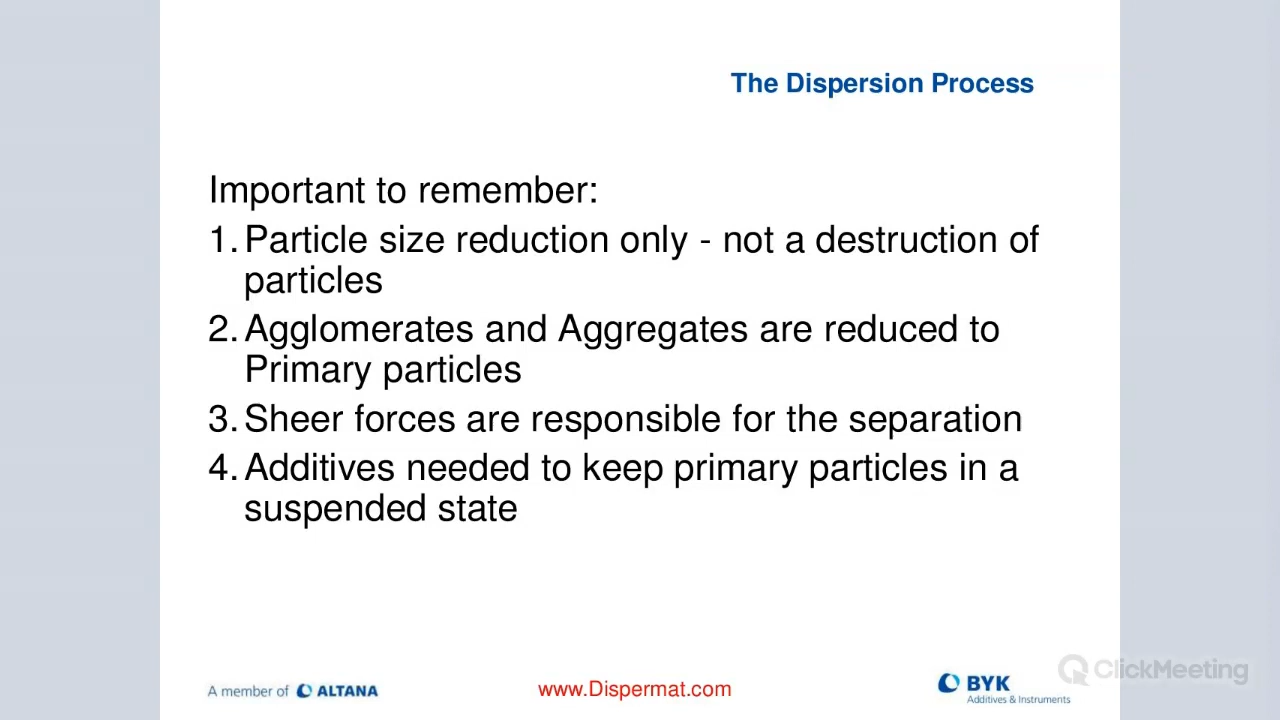 The Dispersion Process
Important to remember:
1. Particle size reduction only - not a destruction of
particles
2. Agglomerates and Aggregates are reduced to
Primary particles
3. Sheer forces are responsible for the separation
4. Additives needed to keep primary particles in a
suspended state
A member of ALTANA
www.Dispermat.com
BYK
Additives & Instruments
ClickMeeting